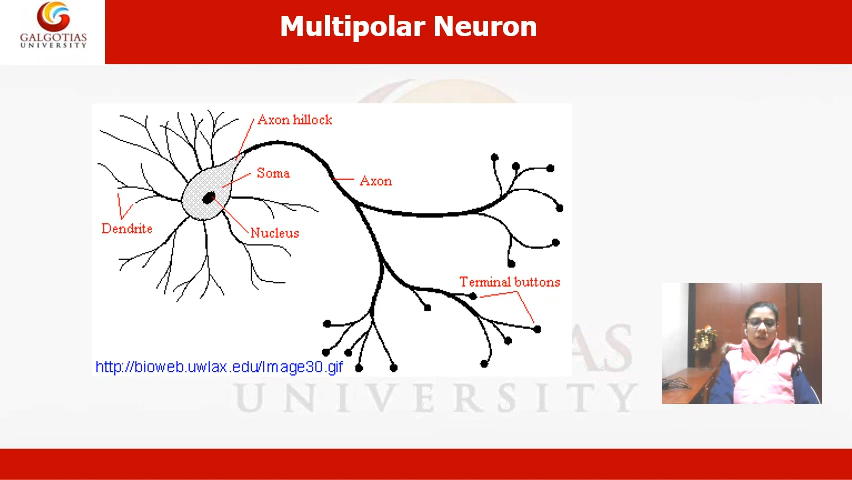 GALGOTIAS
UNIVERSITY
Multipolar Neuron
Axon hillock
Soma
Axon
Dendrite
Nucleus
Terminal buttons
http://bioweb.uwlax.edu/Image30.gif
UNIVERSITY